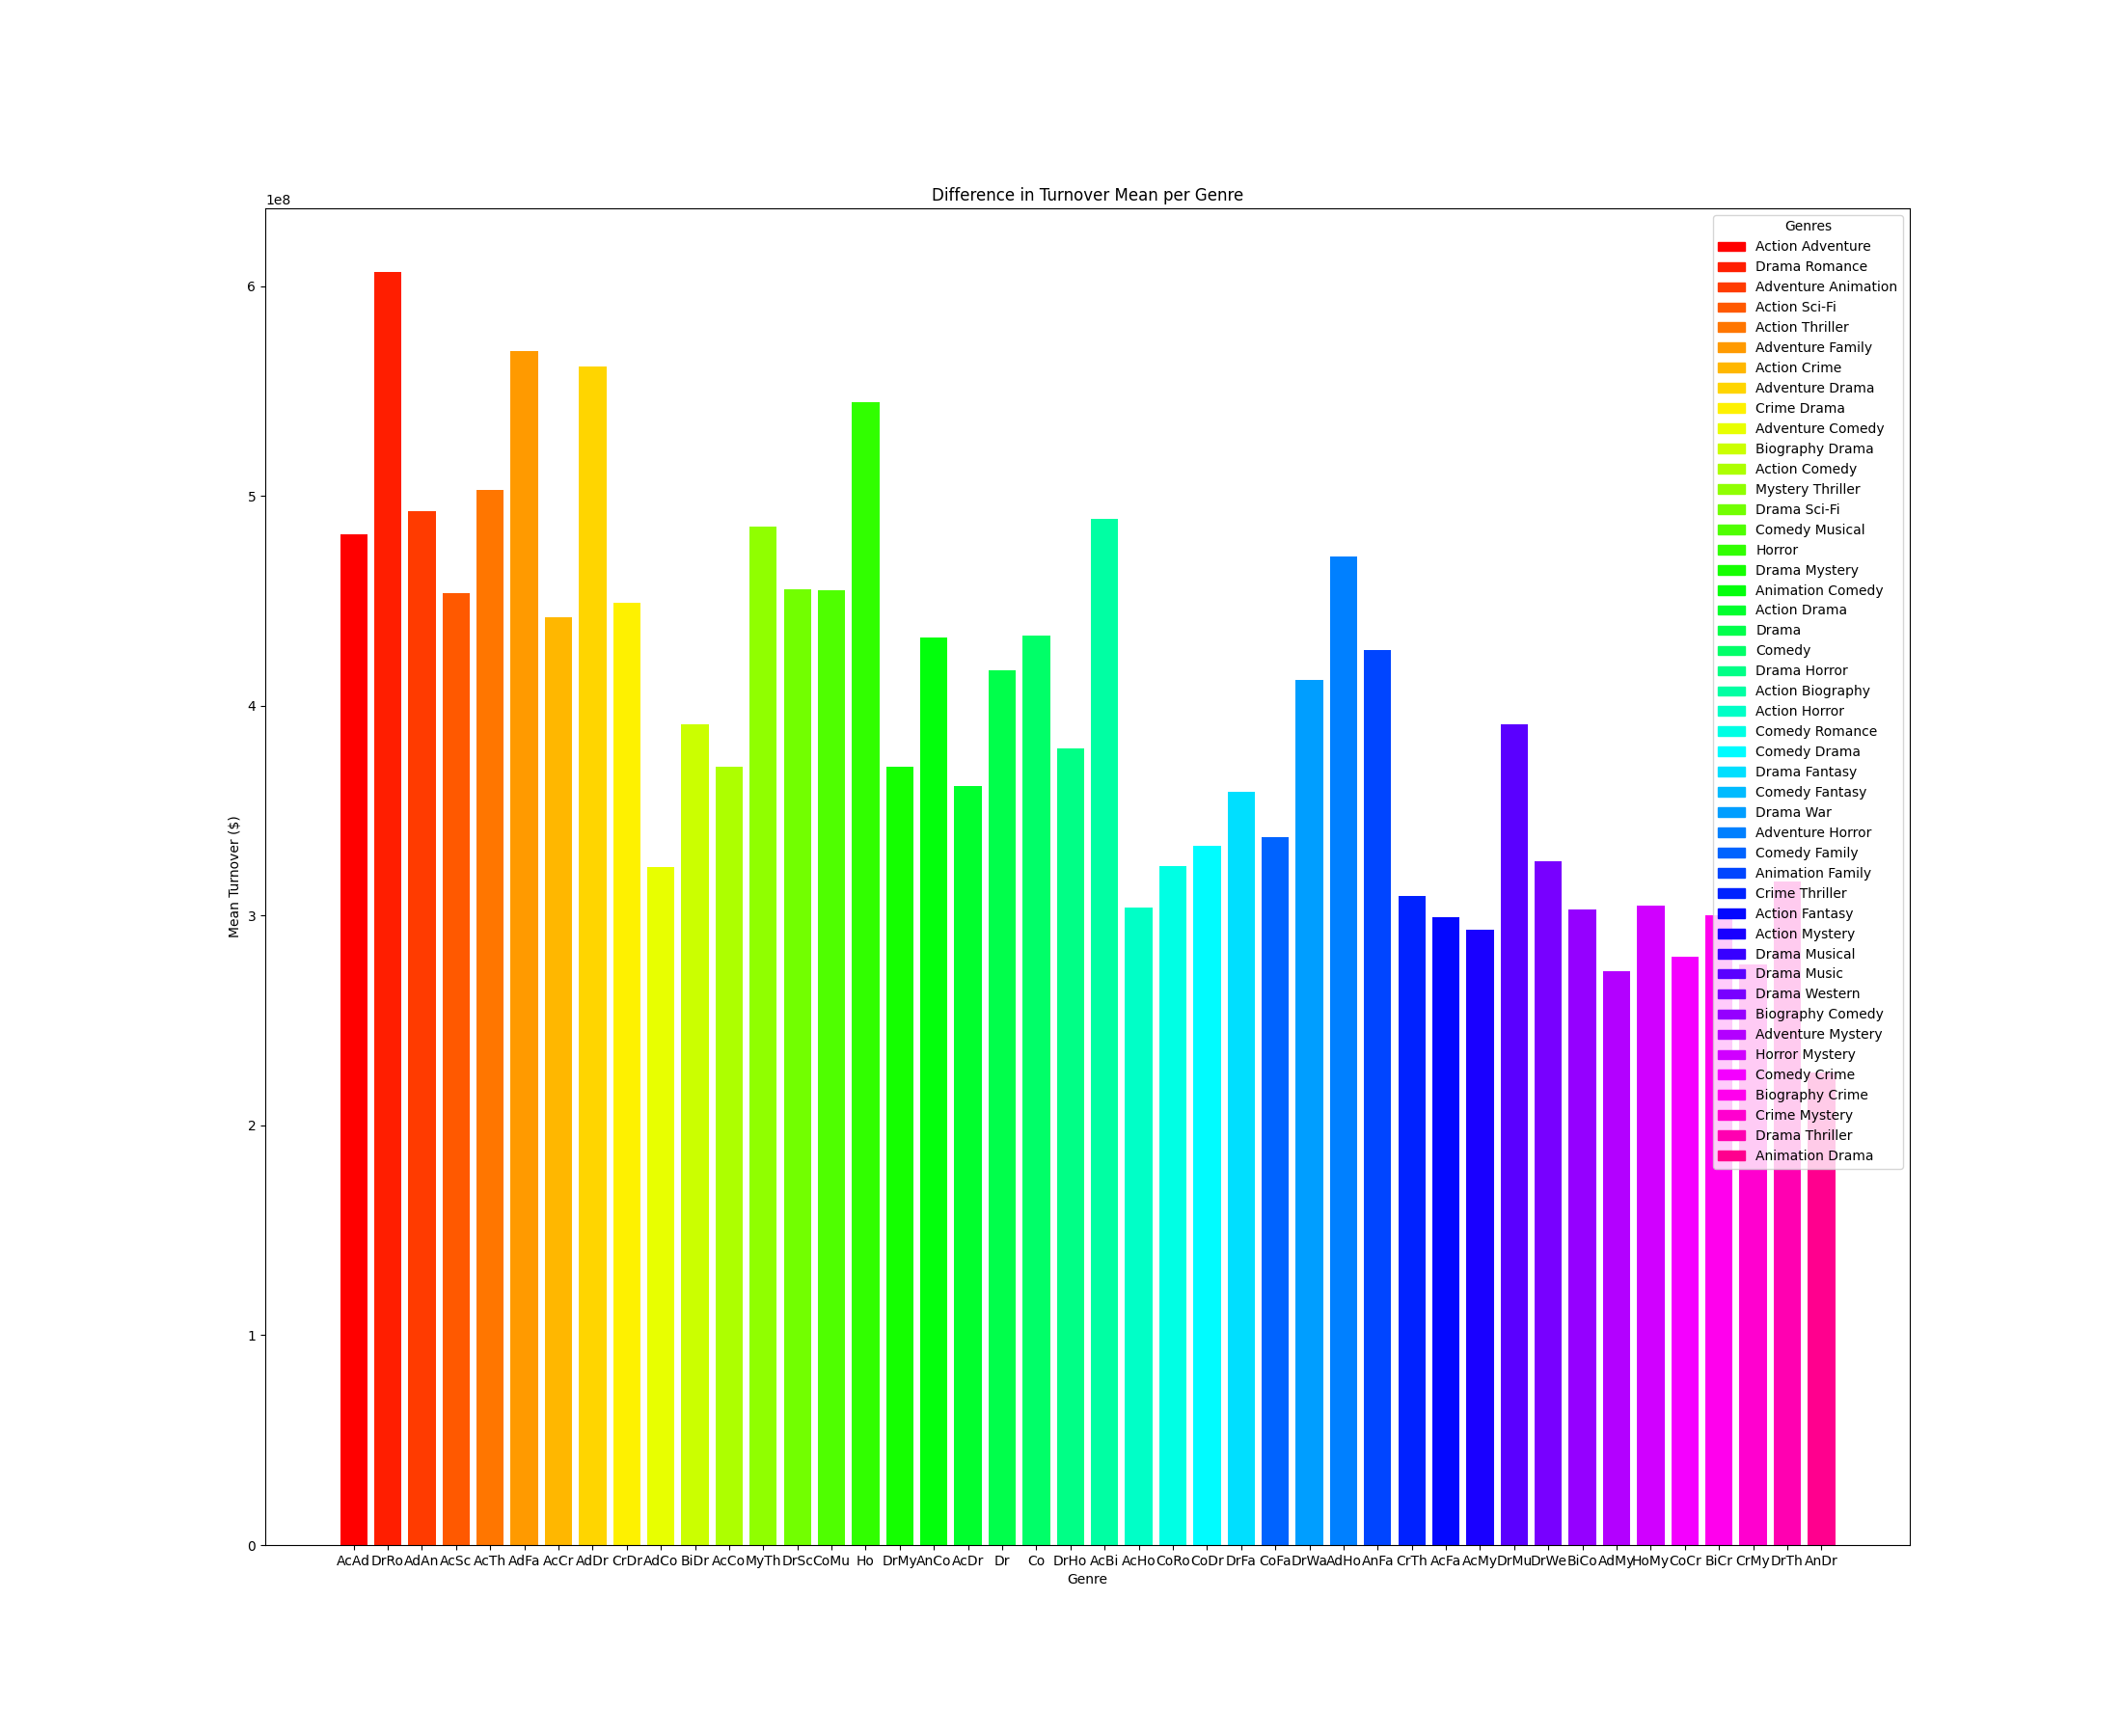 Difference in Turnover Mean per Genre
1e8
6
5
4
3
2
1
0
Mean Turnover ($)
Genres
Action Adventure
Drama Romance
Adventure Animation
Action Sci-Fi
Action Thriller
Adventure Family
Action Crime
Adventure Drama
Crime Drama
Adventure Comedy
Biography Drama
Action Comedy
Mystery Thriller
Drama Sci-Fi
Comedy Musical
Horror
Drama Mystery
Animation Comedy
Action Drama
Drama
Comedy
Drama Horror
Action Biography
Action Horror
Comedy Romance
Comedy Drama
Drama Fantasy
Comedy Fantasy
Drama War
Adventure Horror
Comedy Family
Animation Family
Crime Thriller
Action Fantasy
Action Mystery
Drama Musical
Drama Music
Drama Western
Biography Comedy
Adventure Mystery
Horror Mystery
Comedy Crime
Biography Crime
Crime Mystery
Drama Thriller
Animation Drama
AcAd DrRo AdAn AcSc AcTh AdFa AcCr AdDr CrDr AdCo BiDr AcCo MyTh DrSc CoMu Ho DrMy AnCo AcDr Dr Co DrHo AcBi AcHo CoRo CoDr DrFa CoFa DrWa AdHo AnFa CrTh AcFa AcMy DrMu DrWe BiCo AdMy HoMy CoCr BiCr CrMy DrTh AnDr
Genre